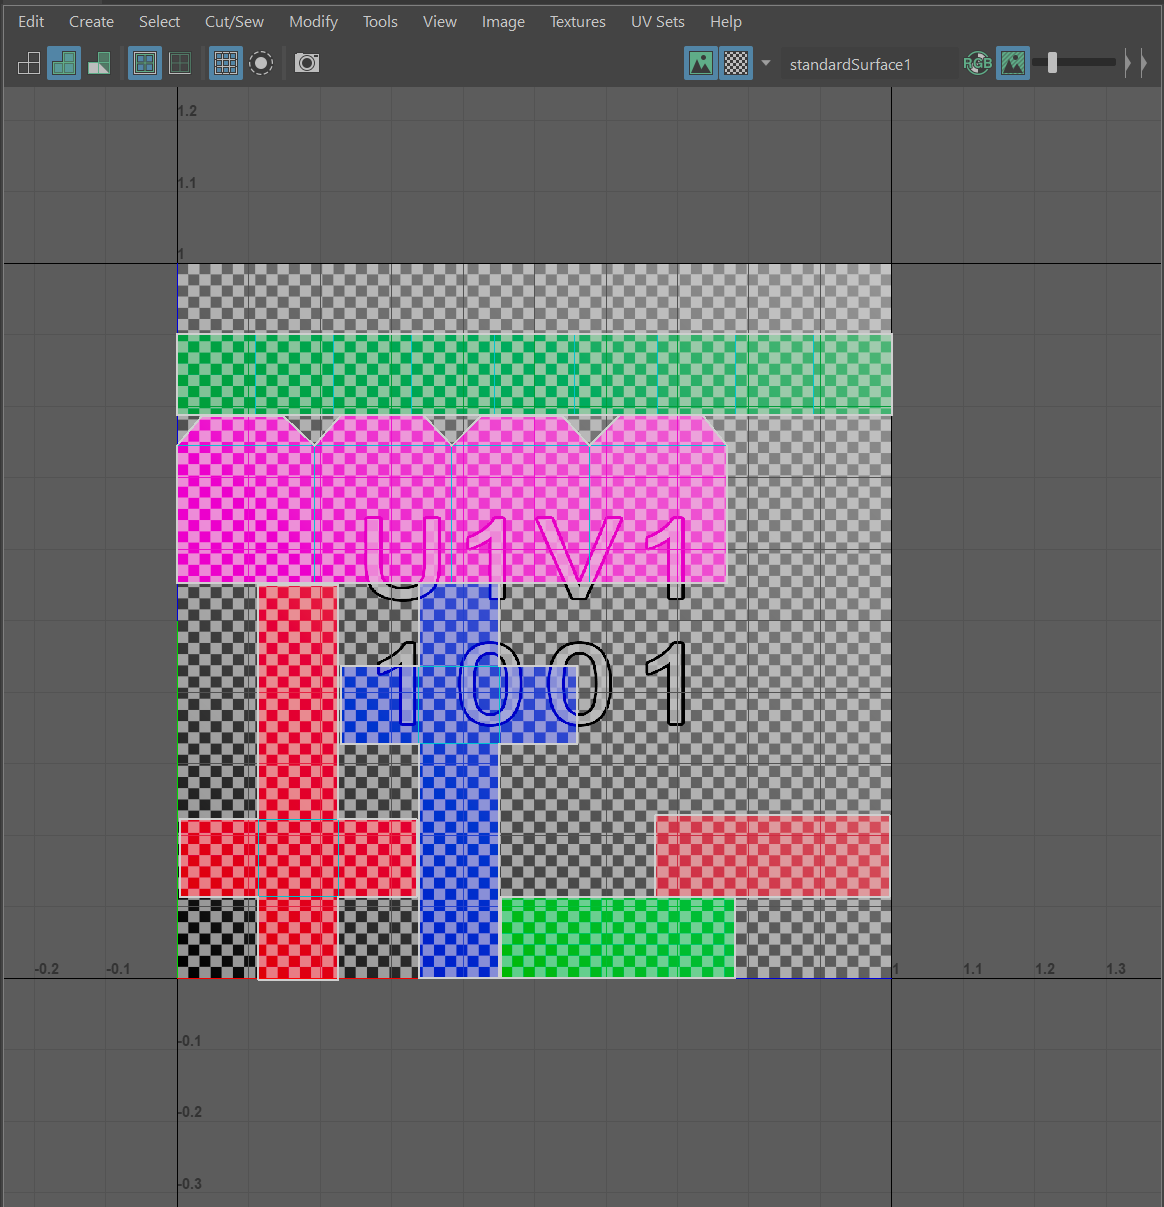 Edit Create Select Cut/Sew Modify Tools View Image Textures UV Sets Help
standardSurface1 RGB
1.2
1.1
1
U1V1
1001
-0.2 -0.1 1 1.1 1.2 1.3
-0.1
-0.2
-0.3